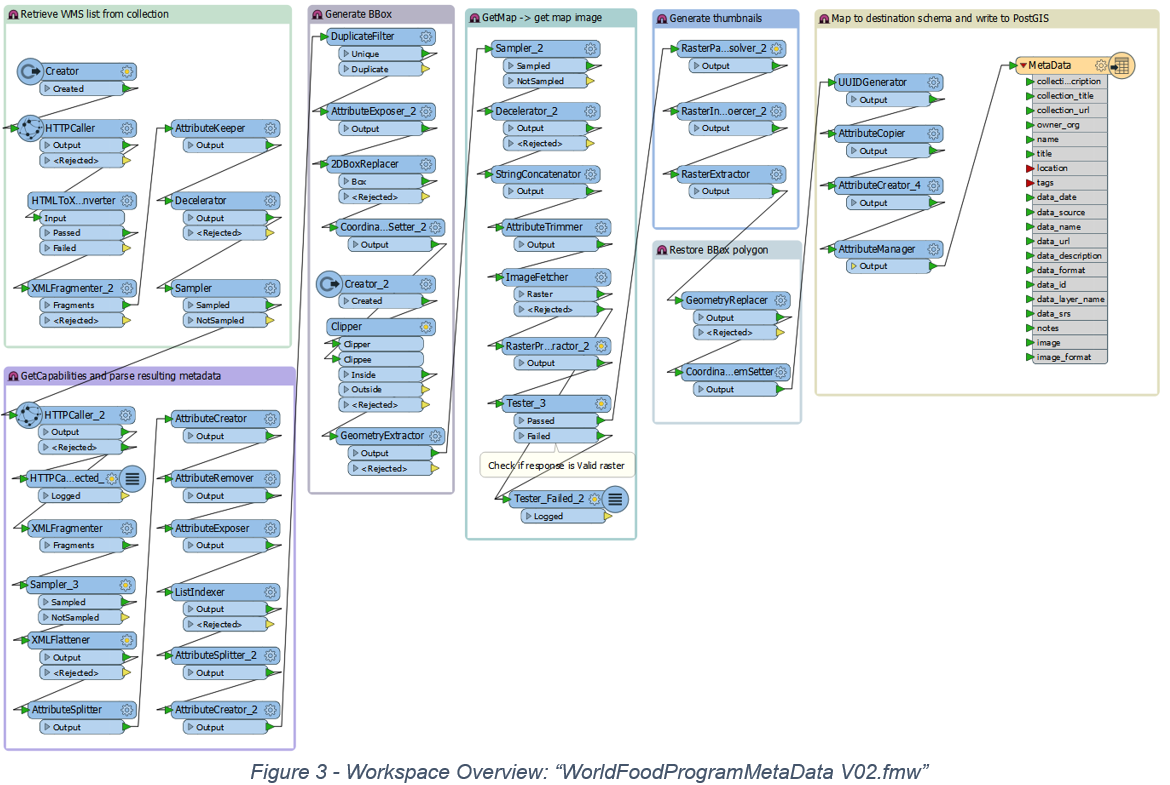 Retrieve WMS list from collection
Creator
Created
HTTPCaller
Output
<Rejected>
HTMLToX...nverter
Input
Passed
Failed
XMLFragmenter_2
Fragments
<Rejected>
AttributeKeeper
Output
Decelerator
Output
<Rejected>
Sampler
Sampled
NotSampled
GetCapabilities and parse resulting metadata
HTTPCaller_2
Output
<Rejected>
HTTPCa...ected_
Logged
XMLFragmenter
Fragments
Sampler_3
Sampled
NotSampled
XMLFlattener
Output
<Rejected>
AttributeSplitter
Output
AttributeCreator
Output
AttributeRemover
Output
AttributeExposer
Output
ListIndexer
Output
<Rejected>
AttributeSplitter_2
Output
AttributeCreator_2
Output
Generate BBox
DuplicateFilter
Unique
Duplicate
AttributeExposer_2
Output
2DBoxReplacer
Box
<Rejected>
Coordina...Setter_2
Output
Creator_2
Created
Clipper
Clipper
Clippee
Inside
Outside
<Rejected>
GeometryExtractor
Output
<Rejected>
GetMap -> get map image
Sampler_2
Sampled
NotSampled
Decelerator_2
Output
<Rejected>
StringConcatenator
Output
AttributeTrimmer
Output
ImageFetcher
Raster
<Rejected>
RasterPr...ractor_2
Output
Tester_3
Passed
Failed
Check if response is Valid raster
Tester_Failed_2
Logged
Generate thumbnails
RasterPa...solver_2
Output
RasterIn...oercer_2
Output
RasterExtractor
Output
Restore BBox polygon
GeometryReplacer
Output
<Rejected>
Coordina...emSetter
Output
Map to destination schema and write to PostGIS
UUIDGenerator
Output
AttributeCopier
Output
AttributeCreator_4
Output
AttributeManager
Output
MetaData
collecti...cription
collection_title
collection_url
owner_org
name
title
location
tags
data_date
data_source
data_name
data_url
data_description
data_format
data_id
data_layer_name
data_srs
notes
image
image_format
Figure 3 - Workspace Overview: “WorldFoodProgramMetaData V02.fmw”